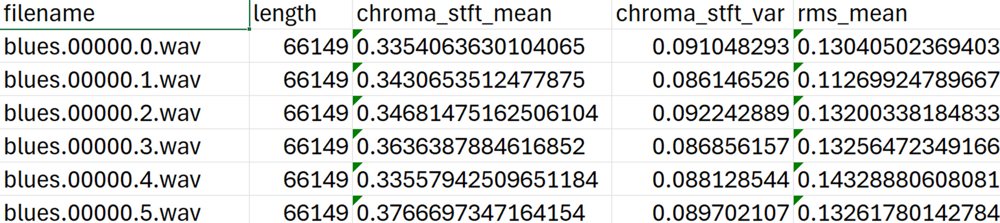 filename length chroma_stft_mean chroma_stft_var rms_mean
blues.00000.0.wav 66149 0.3354063630104065 0.091048293 0.13040502369403
blues.00000.1.wav 66149 0.3430653512477875 0.086146526 0.11269924789667
blues.00000.2.wav 66149 0.34681475162506104 0.092242889 0.13200338184833
blues.00000.3.wav 66149 0.3636387884616852 0.086856157 0.13256472349166
blues.00000.4.wav 66149 0.33557942509651184 0.088128544 0.14328880608081
blues.00000.5.wav 66149 0.3766697347164154 0.089702107 0.13261780142784